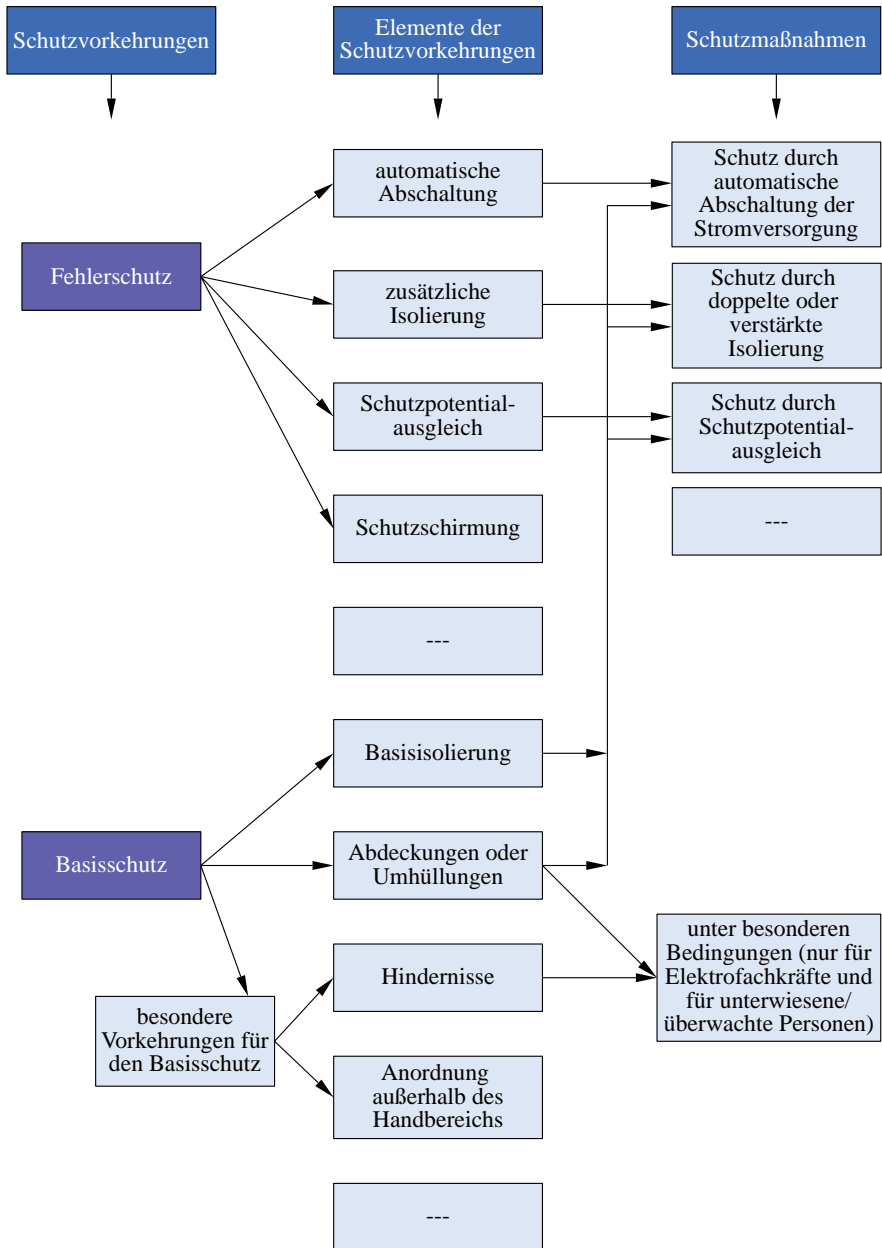 Schutzvorkehrungen
Elemente der
Schutzvorkehrungen
Schutzmaßnahmen
automatische
Abschaltung
Schutz durch
automatische
Abschaltung der
Stromversorgung
Fehlerschutz
zusätzliche
Isolierung
Schutz durch
doppelte oder
verstärkte
Isolierung
Schutzpotential-
ausgleich
Schutz durch
Schutzpotential-
ausgleich
Schutzschirmung
---
---
Basisisolierung
Basisschutz
Abdeckungen oder
Umhüllungen
unter besonderen
Bedingungen (nur für
Elektrofachkräfte und
für unterwiesene/
überwachte Personen)
Hindernisse
besondere
Vorkehrungen für
den Basisschutz
Anordnung
außerhalb des
Handbereichs
---